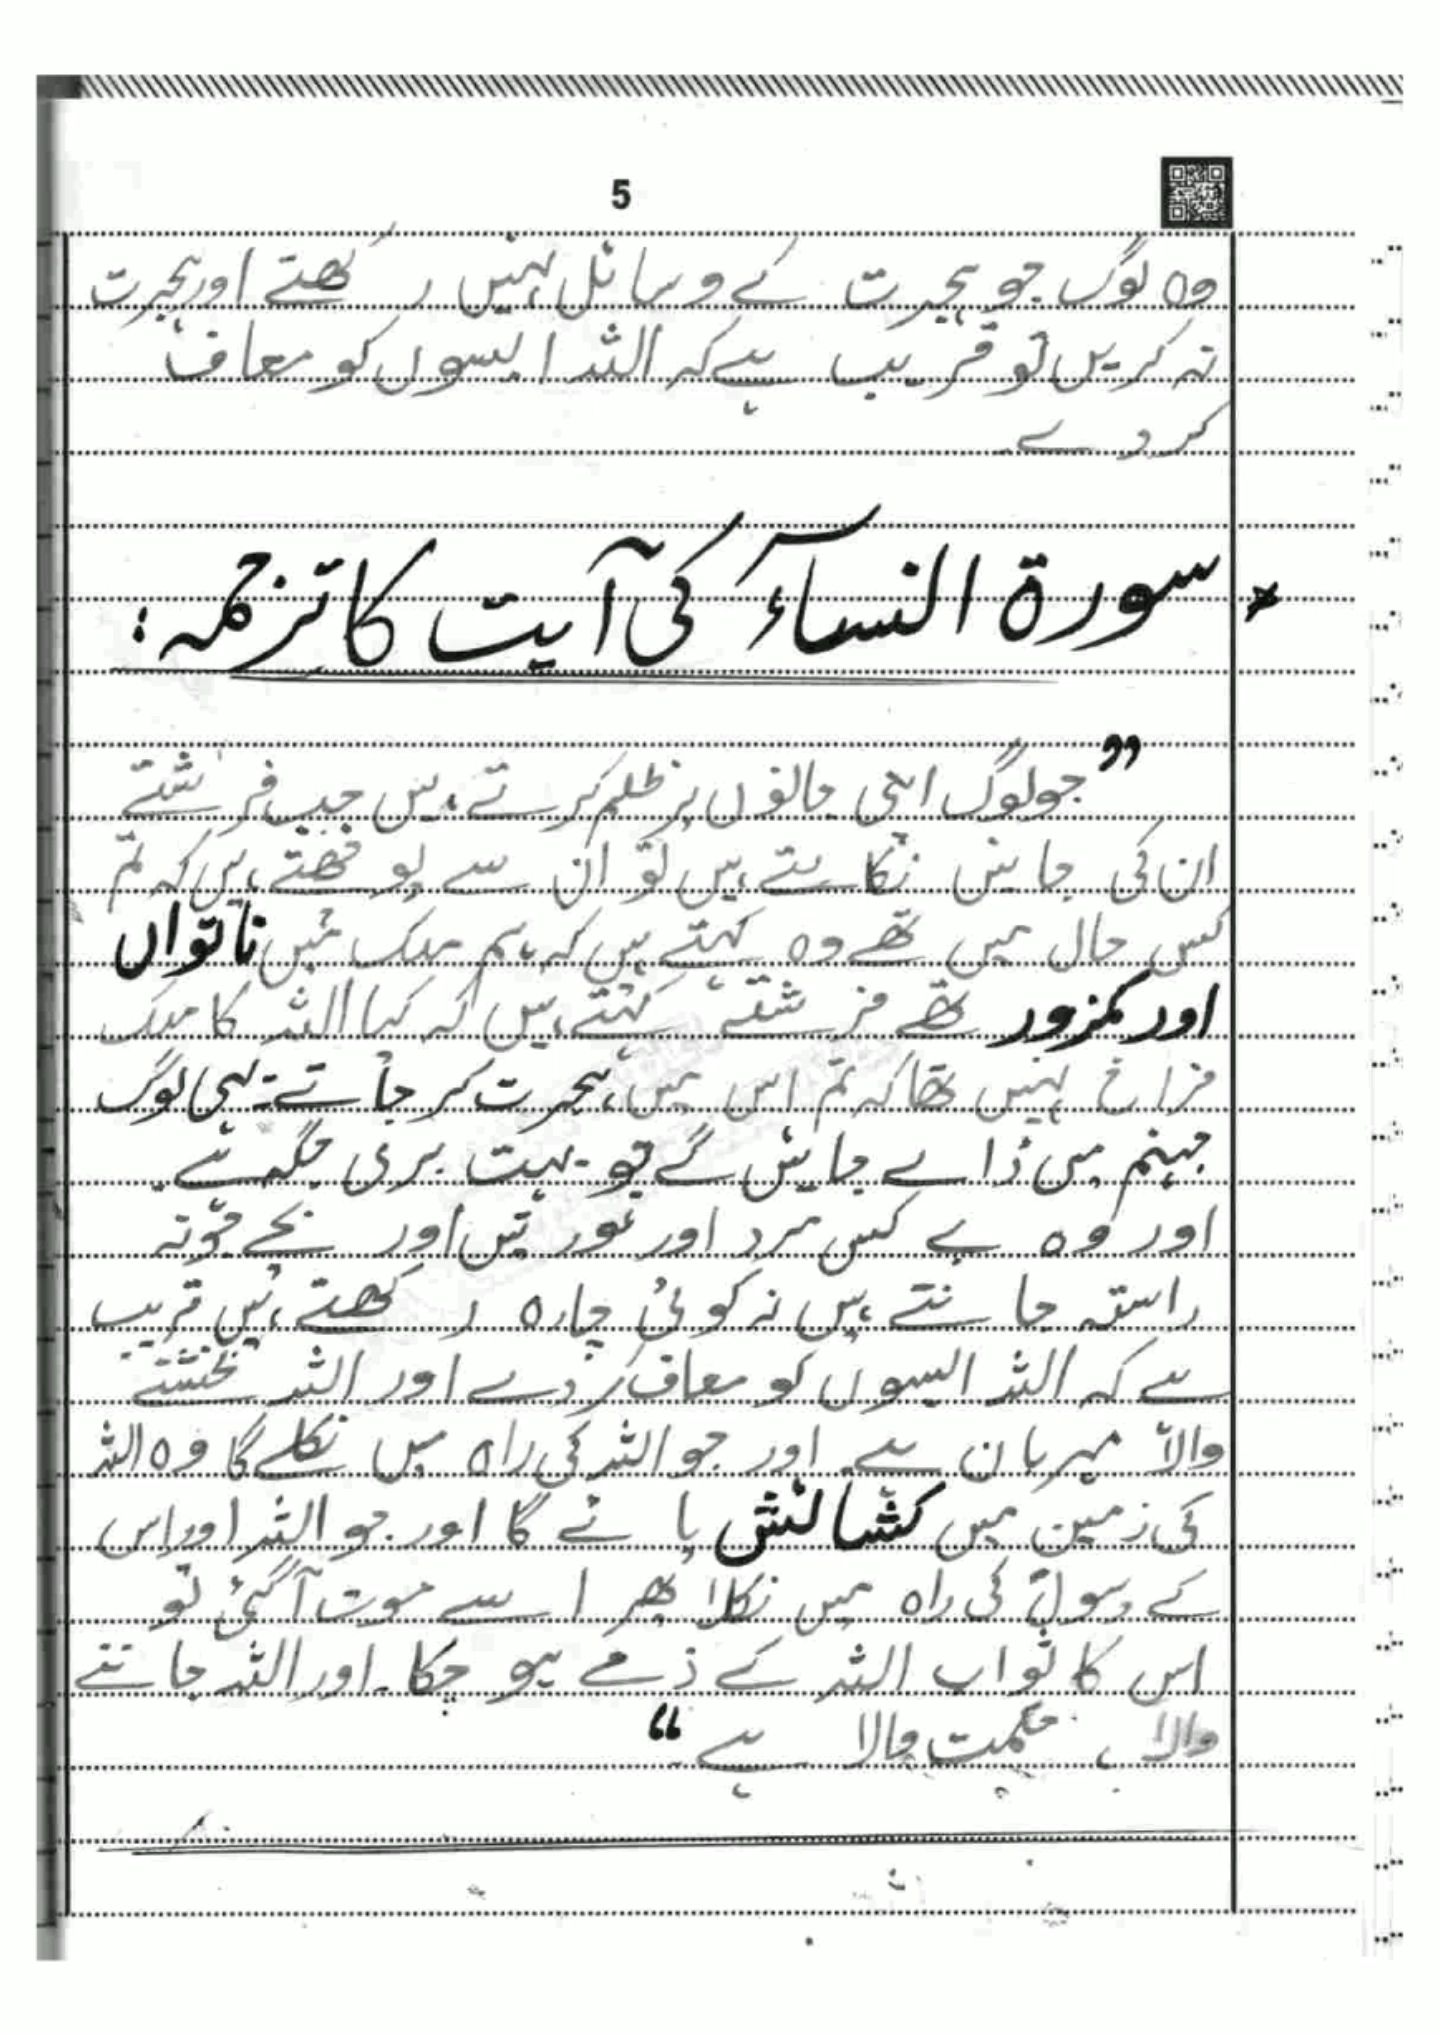 5
وہ لوگ جو ہجرت کے وسائل نہیں رکھتے اور ہجرت
نہ کریں تو قریب ہے کہ اللہ ایسوں کو معاف
کردے۔
* سورۃ النسآء کی آیت کا ترجمہ:
”جو لوگ اپنی جانوں پر ظلم کرتے ہیں جب فرشتے
ان کی جانیں نکالتے ہیں تو ان سے پوچھتے ہیں کہ تم
کس حال میں تھے وہ کہتے ہیں کہ ہم ملک میں ناتواں
اور کمزور تھے فرشتے کہتے ہیں کہ کیا اللہ کا ملک
فراخ نہیں تھا کہ تم اس میں ہجرت کر جاتے۔ یہی لوگ
جہنم میں ڈالے جائیں گے جو بہت بری جگہ ہے۔
اور وہ بے کس مرد اور عورتیں اور بچے جو نہ
راستہ جانتے ہیں نہ کوئی چارہ رکھتے ہیں قریب
ہے کہ اللہ ایسوں کو معاف کر دے اور اللہ بخشنے
والا مہربان ہے۔ اور جو اللہ کی راہ میں نکلے گا وہ اللہ
کی زمین میں کشائش پائے گا اور جو اللہ اور اس
کے رسولؐ کی راہ میں نکلا پھر اسے موت آگئی تو
اس کا ثواب اللہ کے ذمے ہو چکا۔ اور اللہ جاننے
والا، حکمت والا ہے۔“